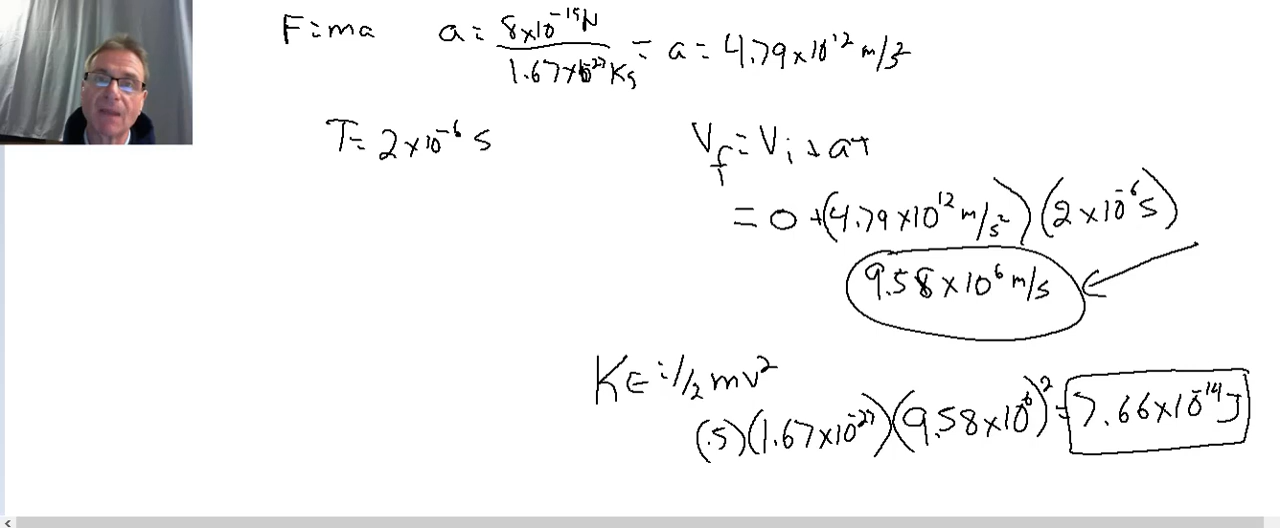 F=ma a = 8x10^-15 N / 1.67x10^-27 Kg = a = 4.79x10^12 m/s^2
T= 2x10^-6 s
Vf = Vi + aT
= 0 + (4.79x10^12 m/s^2)(2x10^-6 s)
9.58x10^6 m/s
KE = 1/2 mv^2
(.5)(1.67x10^-27)(9.58x10^6)^2 = 7.66x10^-14 J